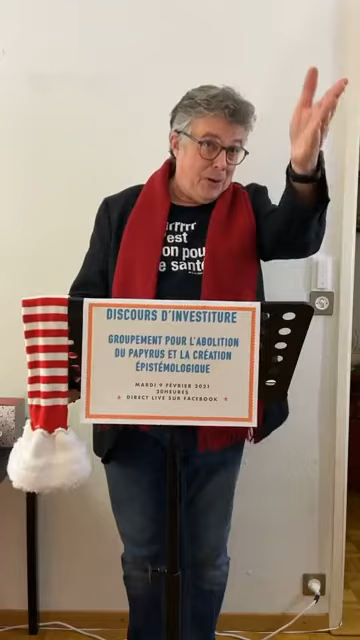 irrrrr
'est
on pou
e santé
DISCOURS D'INVESTITURE
GROUPEMENT POUR L'ABOLITION
DU PAPYRUS ET LA CRÉATION
ÉPISTÉMOLOGIQUE
MARDI 9 FÉVRIER 2021
20HEURES
DIRECT LIVE SUR FACEBOOK